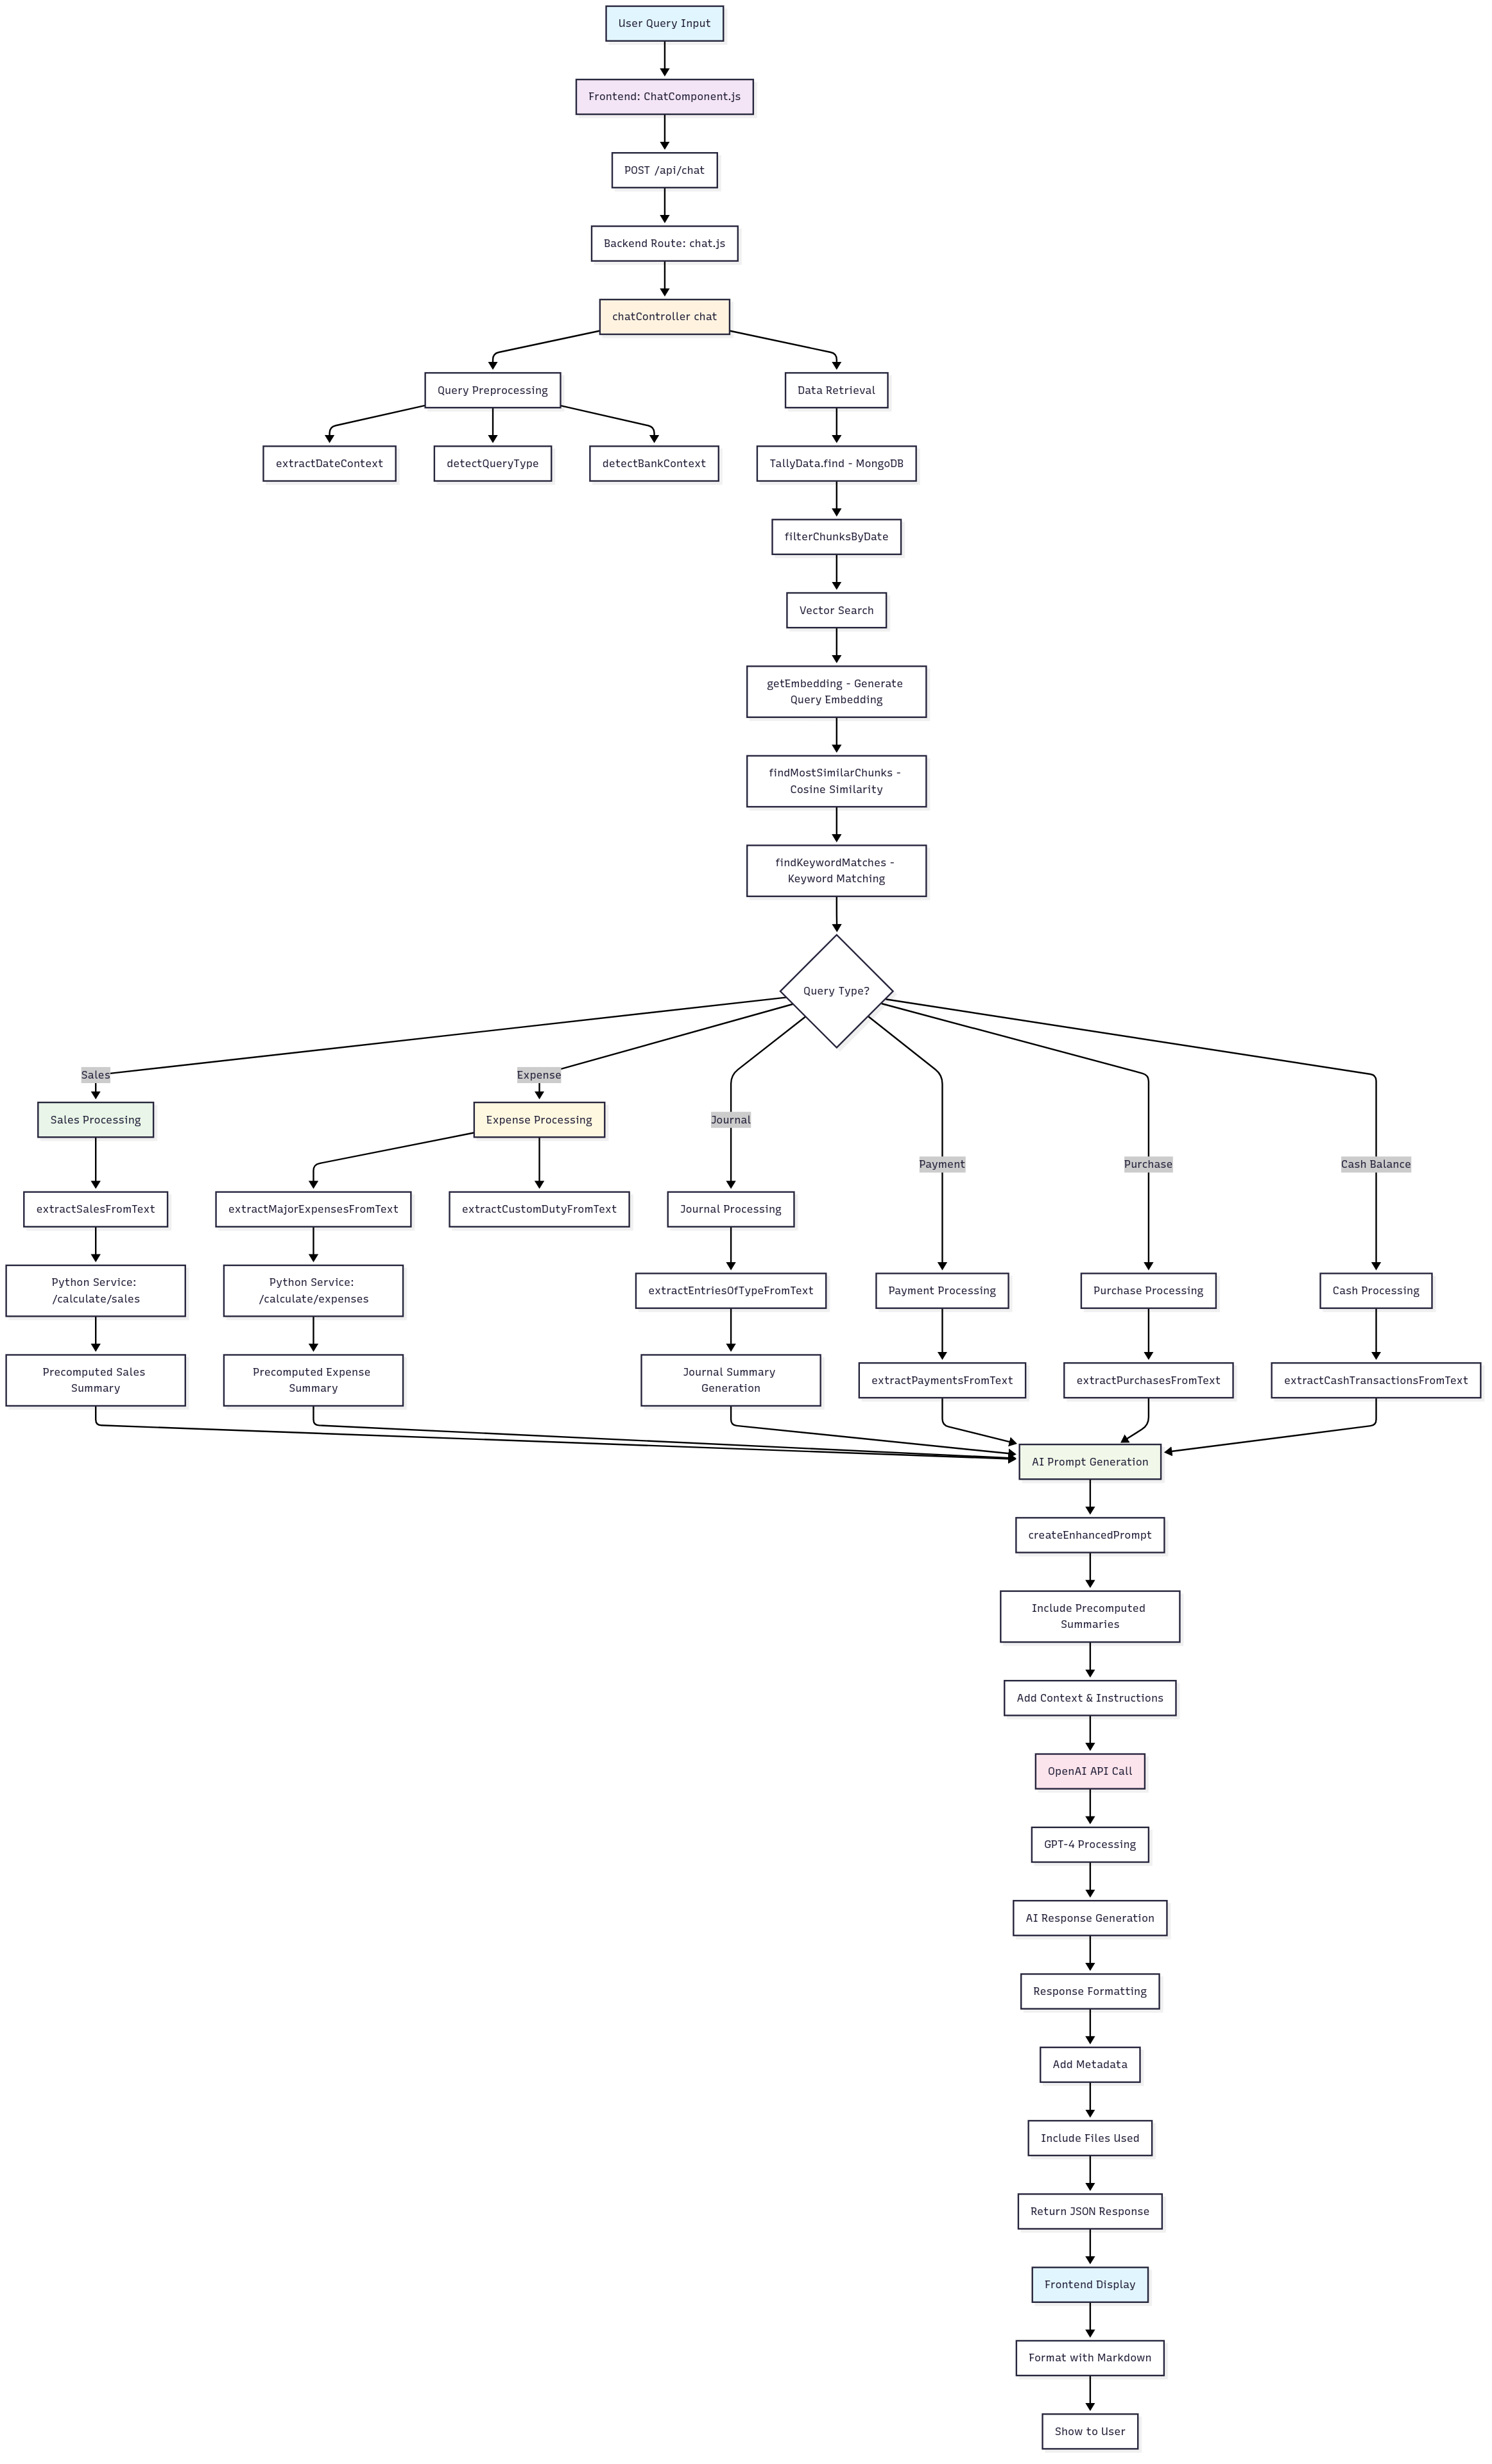 User Query Input
Frontend: ChatComponent.js
POST /api/chat
Backend Route: chat.js
chatController chat
Query Preprocessing
Data Retrieval
extractDateContext
detectQueryType
detectBankContext
TallyData.find - MongoDB
filterChunksByDate
Vector Search
getEmbedding - Generate
Query Embedding
findMostSimilarChunks -
Cosine Similarity
findKeywordMatches -
Keyword Matching
Query Type?
Sales
Expense
Journal
Payment
Purchase
Cash Balance
Sales Processing
Expense Processing
extractSalesFromText
extractMajorExpensesFromText
extractCustomDutyFromText
Journal Processing
Python Service:
/calculate/sales
Python Service:
/calculate/expenses
extractEntriesOfTypeFromText
Payment Processing
Purchase Processing
Cash Processing
Precomputed Sales
Summary
Precomputed Expense
Summary
Journal Summary
Generation
extractPaymentsFromText
extractPurchasesFromText
extractCashTransactionsFromText
AI Prompt Generation
createEnhancedPrompt
Include Precomputed
Summaries
Add Context & Instructions
OpenAI API Call
GPT-4 Processing
AI Response Generation
Response Formatting
Add Metadata
Include Files Used
Return JSON Response
Frontend Display
Format with Markdown
Show to User